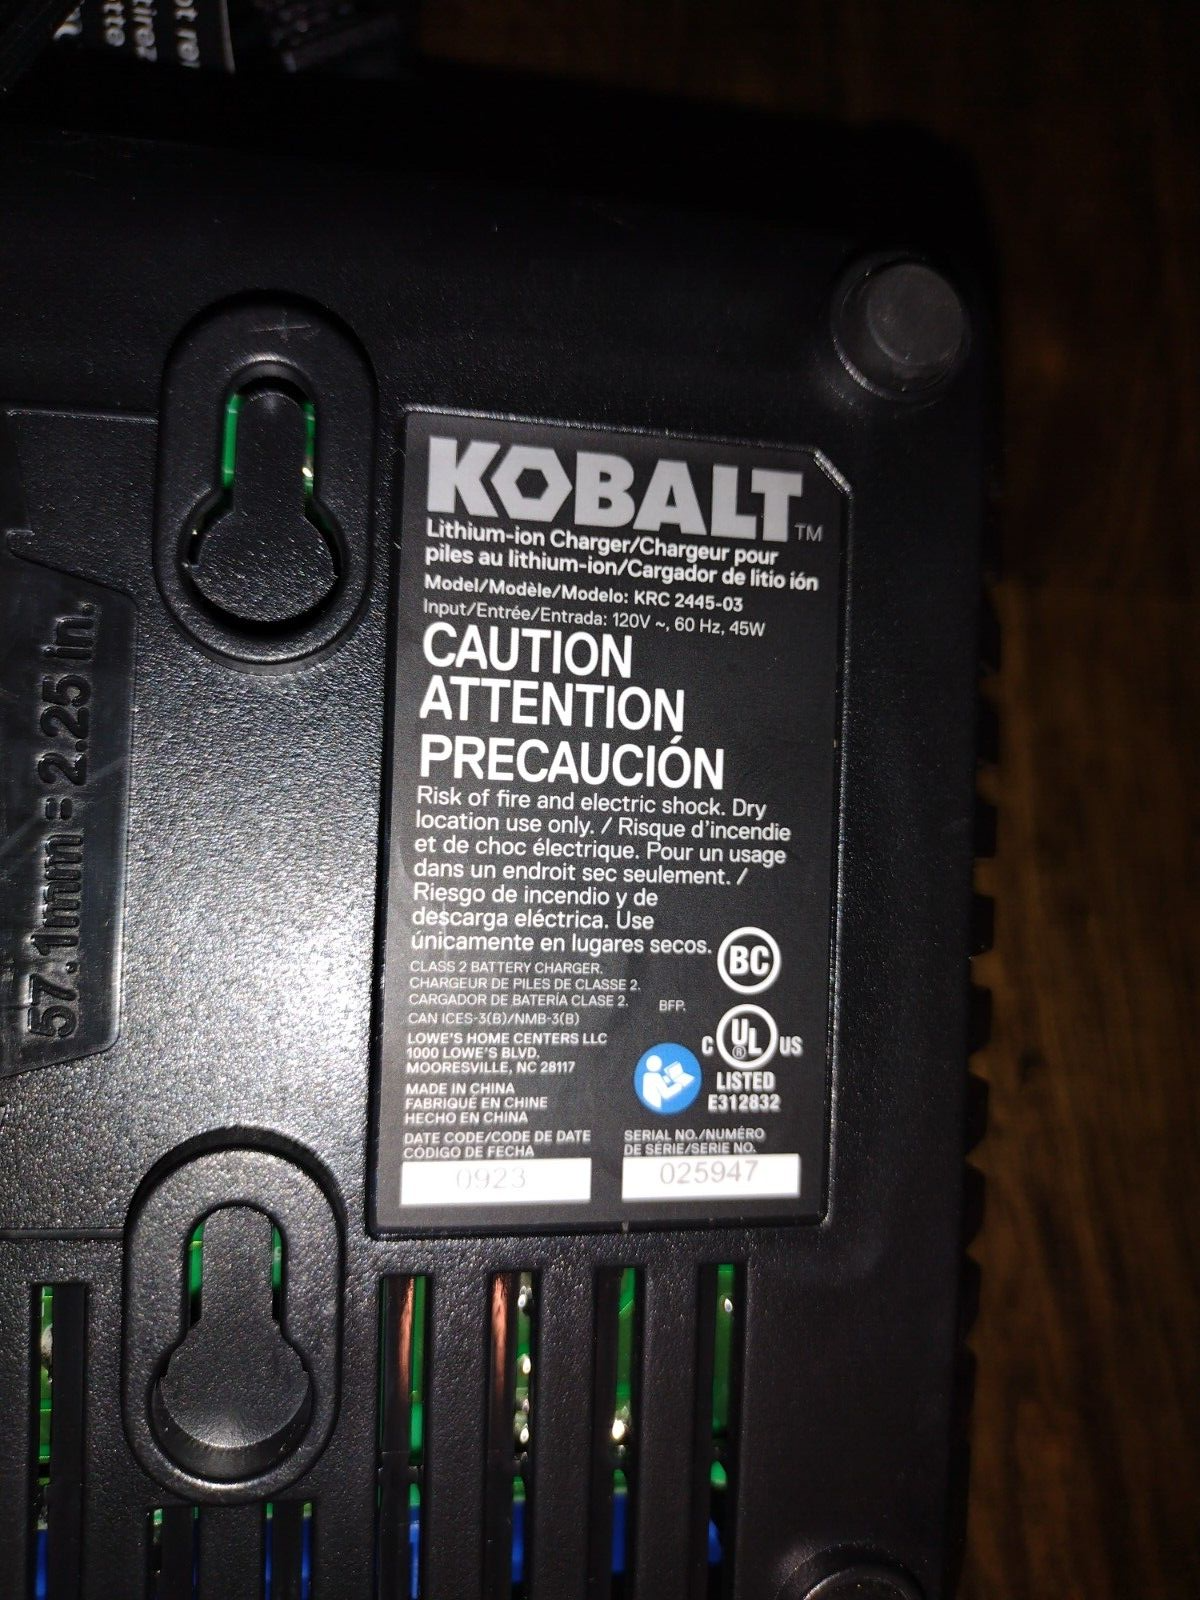 ot rer
tirez
tte
KOBALT™
Lithium-ion Charger/Chargeur pour
piles au lithium-ion/Cargador de litio ión
Model/Modèle/Modelo: KRC 2445-03
Input/Entrée/Entrada: 120V ~, 60 Hz, 45W
CAUTION
ATTENTION
PRECAUCIÓN
Risk of fire and electric shock. Dry
location use only. / Risque d'incendie
et de choc électrique. Pour un usage
dans un endroit sec seulement. /
Riesgo de incendio y de
descarga eléctrica. Use
únicamente en lugares secos.
BC
CLASS 2 BATTERY CHARGER.
CHARGEUR DE PILES DE CLASSE 2.
CARGADOR DE BATERÍA CLASE 2.
BFP.
CAN ICES-3(B)/NMB-3(B)
LOWE'S HOME CENTERS LLC
1000 LOWE'S BLVD.
MOORESVILLE, NC 28117
C UL® US
LISTED
E312832
MADE IN CHINA
FABRIQUÉ EN CHINE
HECHO EN CHINA
DATE CODE/CODE DE DATE
CÓDIGO DE FECHA
0923
SERIAL NO./NUMÉRO
DE SÉRIE/SERIE NO.
025947
57.1mm = 2.25 in.